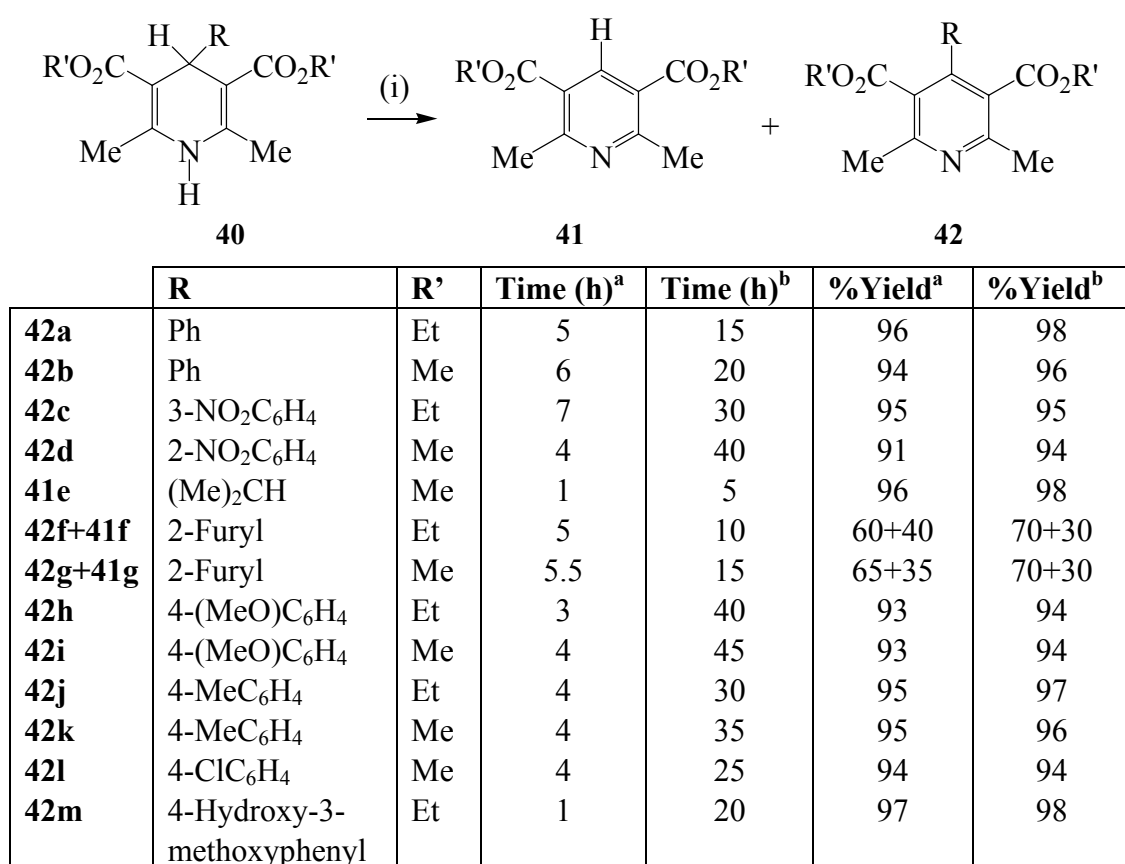 H R H R
R'O₂C CO₂R' (i) R'O₂C CO₂R' R'O₂C CO₂R'
+
Me N Me Me N Me Me N Me
H
40 41 42
R R’ Time (h)ᵃ Time (h)ᵇ %Yieldᵃ %Yieldᵇ
42a Ph Et 5 15 96 98
42b Ph Me 6 20 94 96
42c 3-NO₂C₆H₄ Et 7 30 95 95
42d 2-NO₂C₆H₄ Me 4 40 91 94
41e (Me)₂CH Me 1 5 96 98
42f+41f 2-Furyl Et 5 10 60+40 70+30
42g+41g 2-Furyl Me 5.5 15 65+35 70+30
42h 4-(MeO)C₆H₄ Et 3 40 93 94
42i 4-(MeO)C₆H₄ Me 4 45 93 94
42j 4-MeC₆H₄ Et 4 30 95 97
42k 4-MeC₆H₄ Me 4 35 95 96
42l 4-ClC₆H₄ Me 4 25 94 94
42m 4-Hydroxy-3- Et 1 20 97 98
methoxyphenyl